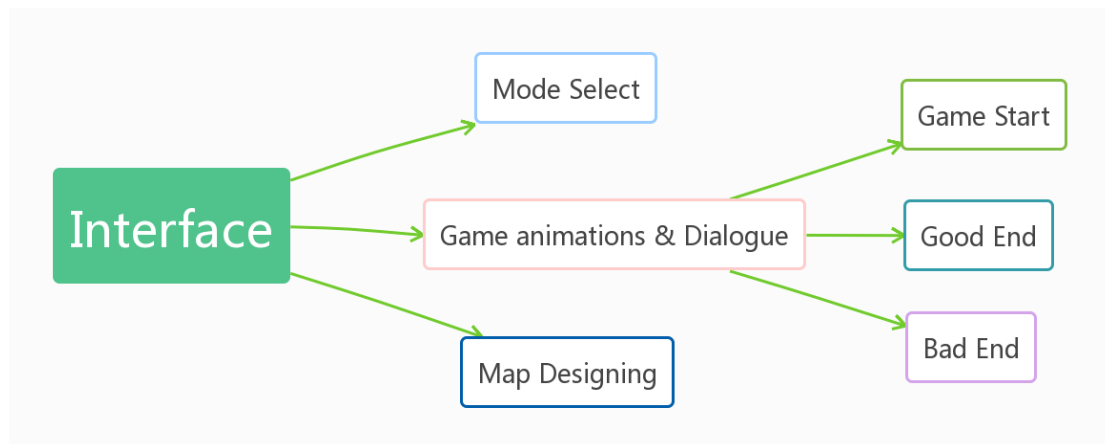 Interface
Mode Select
Game animations & Dialogue
Map Designing
Game Start
Good End
Bad End